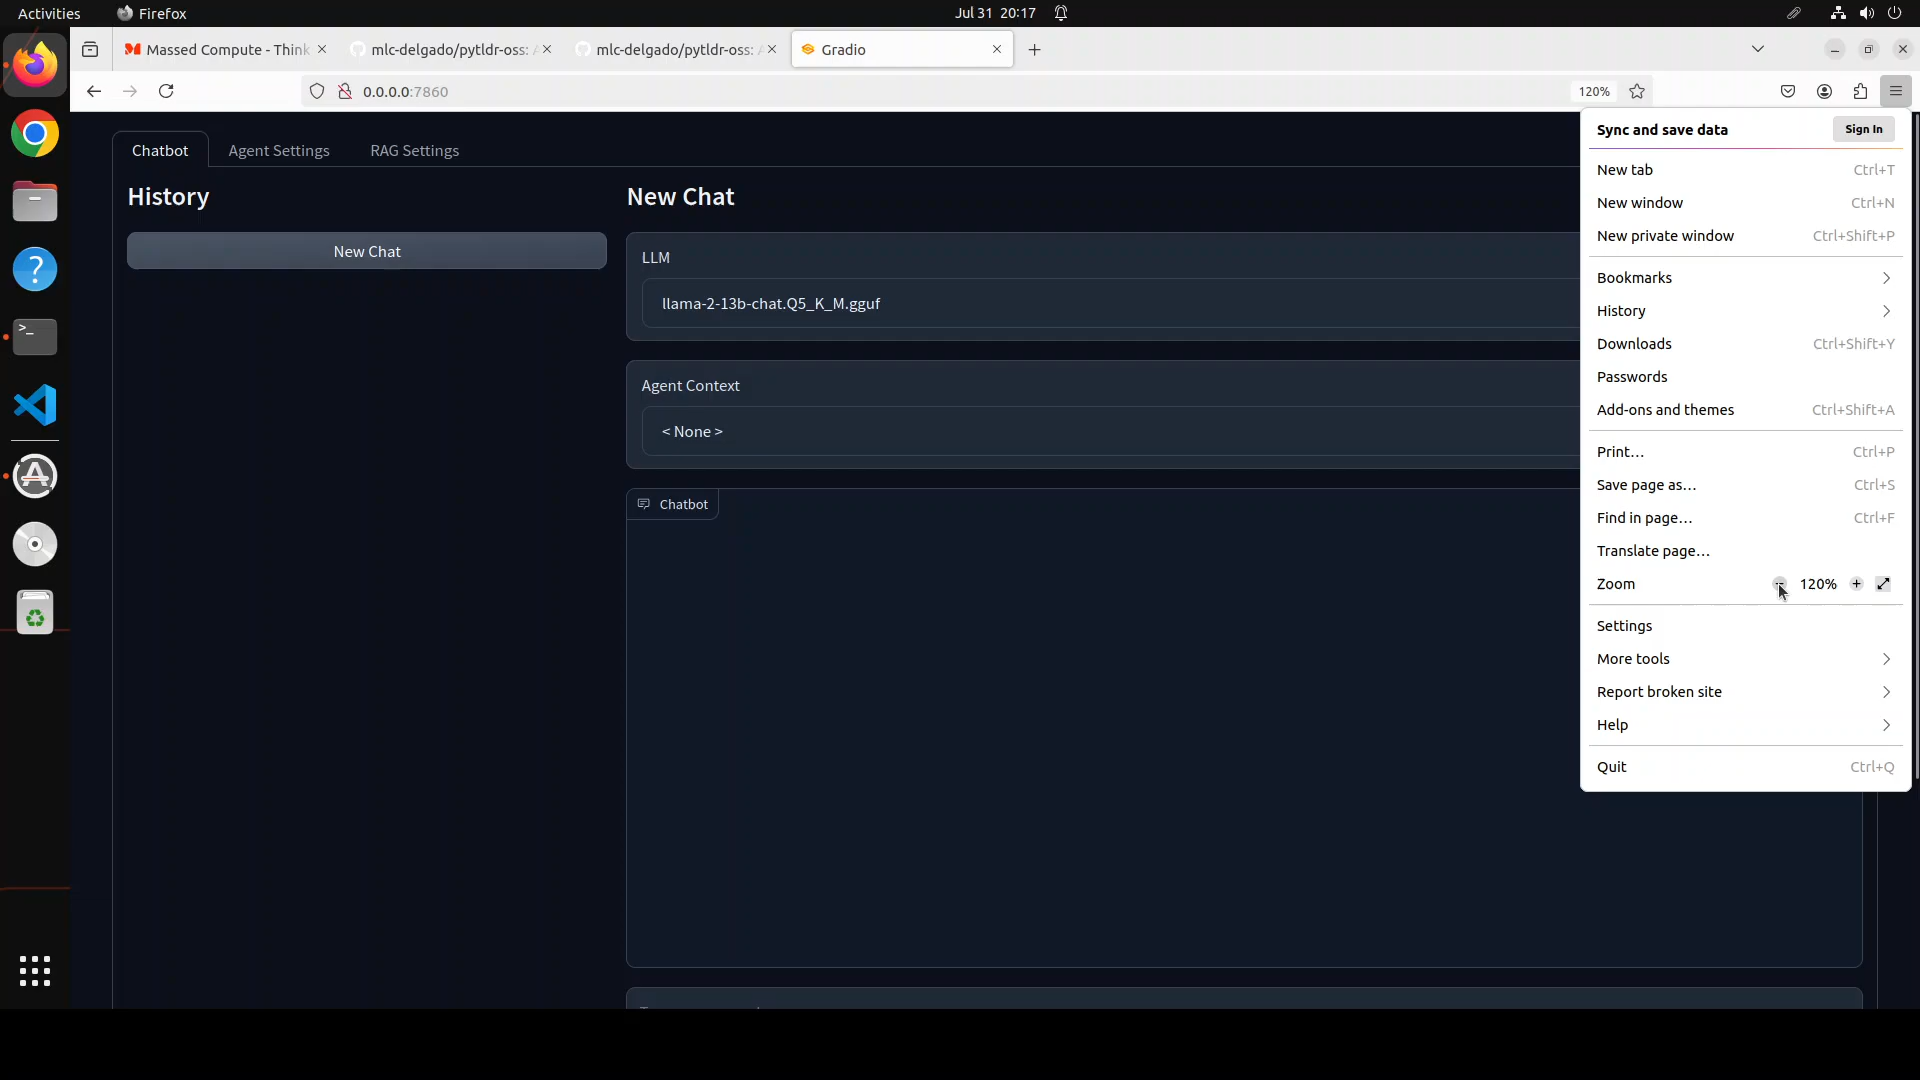 Activities
Firefox
Jul 31 20:17
Massed Compute - Think
mlc-delgado/pytldr-oss: A
mlc-delgado/pytldr-oss: A
Gradio
0.0.0.0:7860
120%
Chatbot
Agent Settings
RAG Settings
History
New Chat
New Chat
LLM
llama-2-13b-chat.Q5_K_M.gguf
Agent Context
< None >
Chatbot
Sync and save data
Sign In
New tab Ctrl+T
New window Ctrl+N
New private window Ctrl+Shift+P
Bookmarks
History
Downloads Ctrl+Shift+Y
Passwords
Add-ons and themes Ctrl+Shift+A
Print… Ctrl+P
Save page as… Ctrl+S
Find in page… Ctrl+F
Translate page…
Zoom - 120% +
Settings
More tools
Report broken site
Help
Quit Ctrl+Q